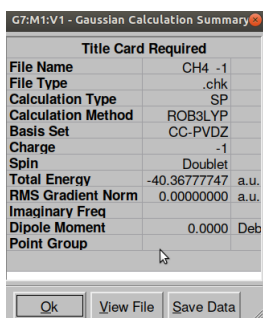 G7:M1:V1 - Gaussian Calculation Summary
Title Card Required
File Name CH4 -1
File Type .chk
Calculation Type SP
Calculation Method ROB3LYP
Basis Set CC-PVDZ
Charge -1
Spin Doublet
Total Energy -40.36777747 a.u.
RMS Gradient Norm 0.00000000 a.u.
Imaginary Freq
Dipole Moment 0.0000 Deb
Point Group
Ok View File Save Data